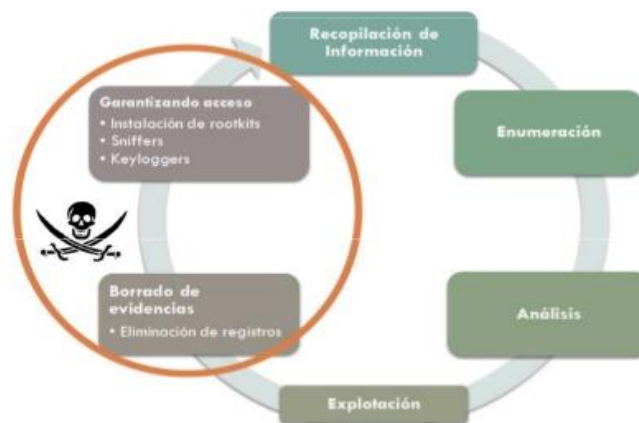 Recopilación de
Información
Enumeración
Análisis
Explotación
Borrado de
evidencias
• Eliminación de registros
Garantizando acceso
• Instalación de rootkits
• Sniffers
• Keyloggers